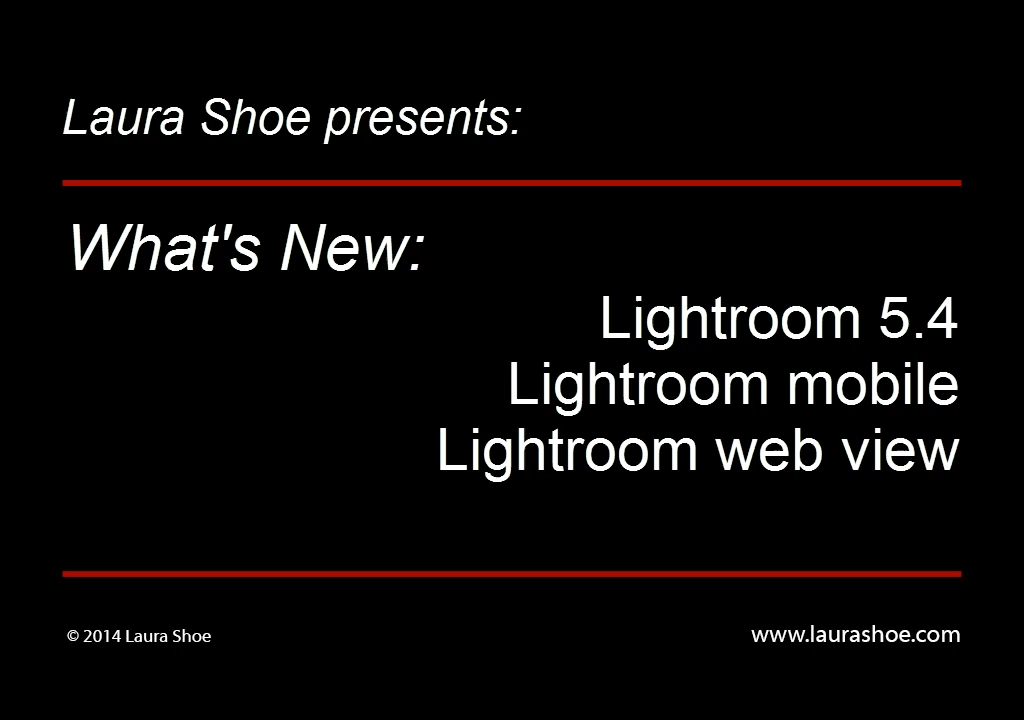 Laura Shoe presents:
What's New:
Lightroom 5.4
Lightroom mobile
Lightroom web view
© 2014 Laura Shoe
www.laurashoe.com